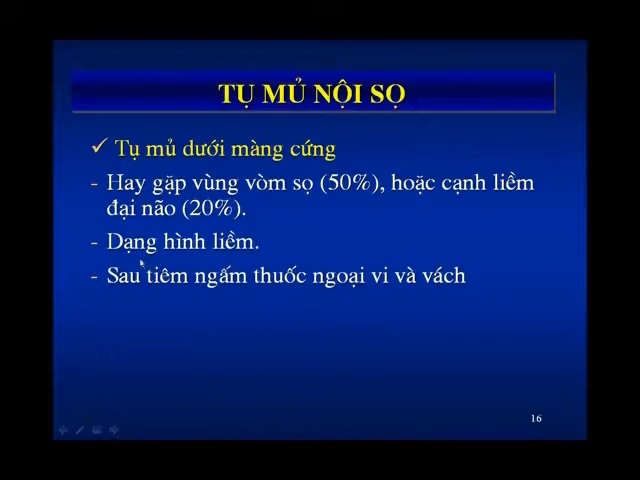 TỤ MỦ NỘI SỌ
✓ Tụ mủ dưới màng cứng
- Hay gặp vùng vòm sọ (50%), hoặc cạnh liềm
đại não (20%).
- Dạng hình liềm.
- Sau tiêm ngấm thuốc ngoại vi và vách
16